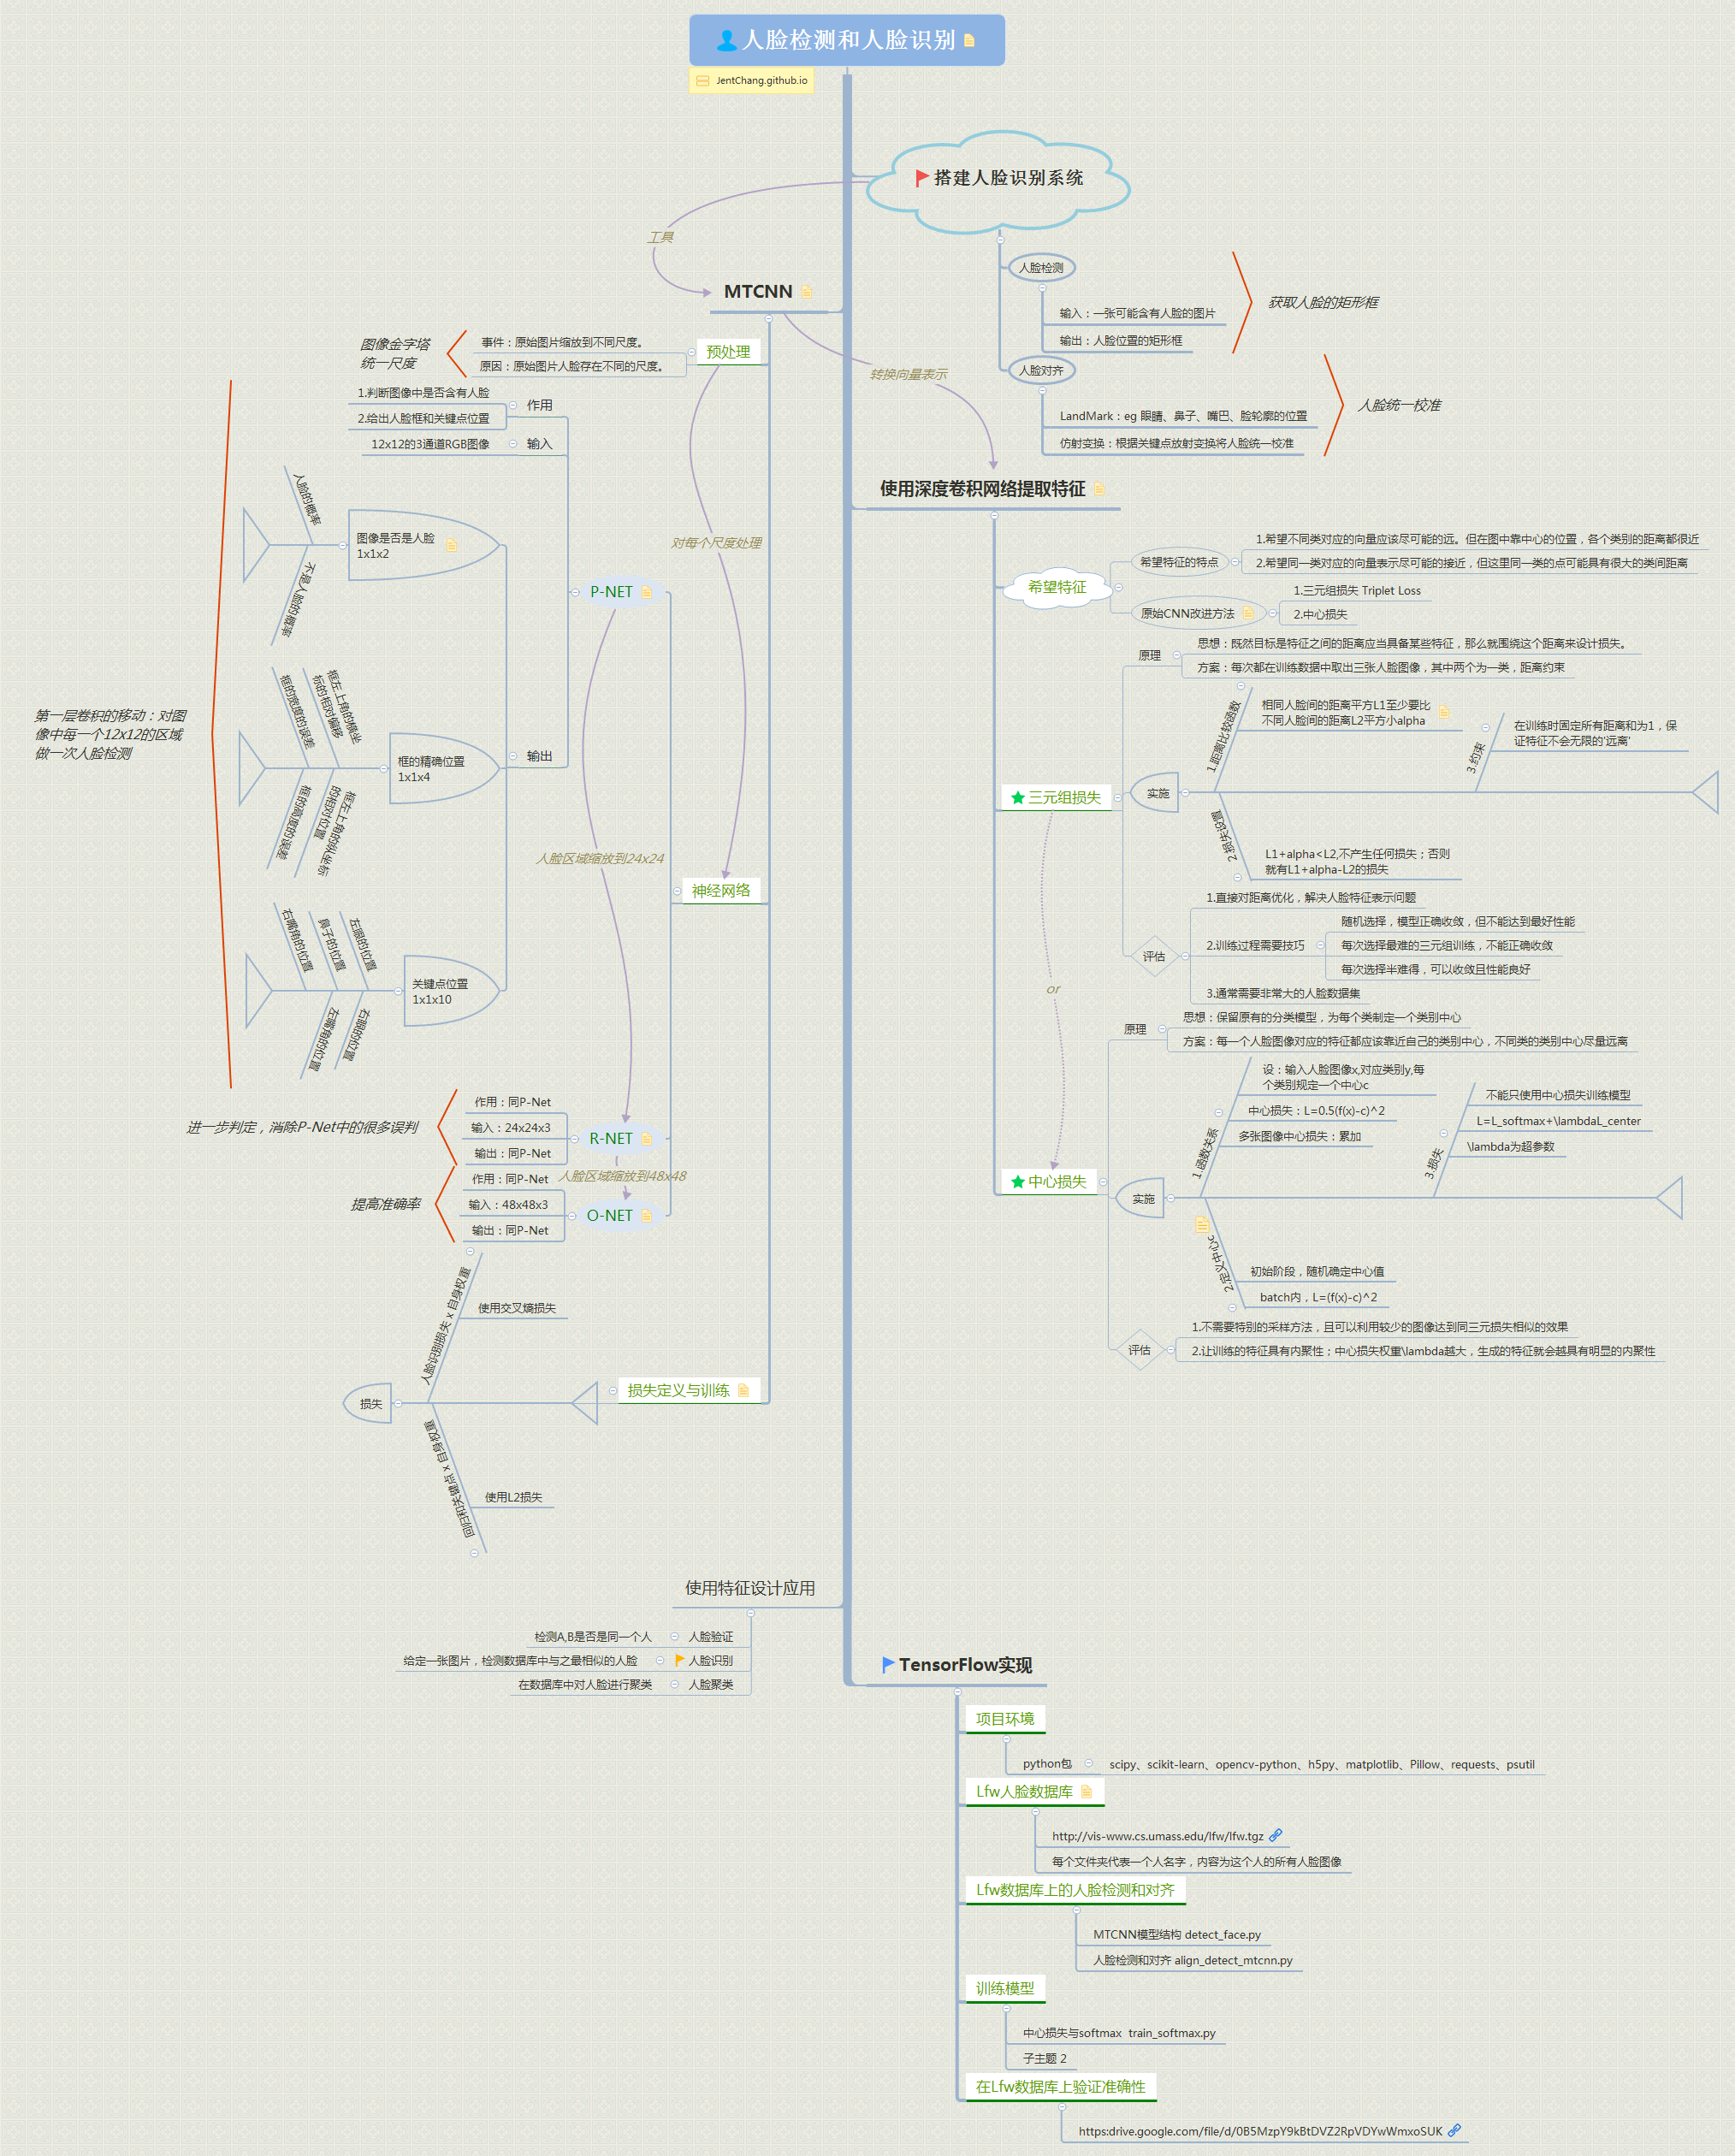 人脸检测和人脸识别
JentChang.github.io
搭建人脸识别系统
工具
人脸检测
输入：一张可能含有人脸的图片
输出：人脸位置的矩形框
获取人脸的矩形框
人脸对齐
LandMark：eg 眼睛、鼻子、嘴巴、脸轮廓的位置
仿射变换：根据关键点放射变换将人脸统一校准
人脸统一校准
MTCNN
转换向量表示
预处理
事件：原始图片缩放到不同尺度。
原因：原始图片人脸存在不同的尺度。
图像金字塔
统一尺度
对每个尺度处理
神经网络
P-NET
作用
1.判断图像中是否含有人脸
2.给出人脸框和关键点位置
输入
12x12的3通道RGB图像
输出
图像是否是人脸
1x1x2
人脸的概率
不是人脸的概率
框的精确位置
1x1x4
框左上角的横坐
标的相对偏移
框的宽度的误差
框左上角的纵坐标
的相对位置
框的高度的误差
关键点位置
1x1x10
左眼的位置
鼻子的位置
右嘴角的位置
右眼的位置
左嘴角的位置
第一层卷积的移动：对图
像中每一个12x12的区域
做一次人脸检测
人脸区域缩放到24x24
R-NET
作用：同P-Net
输入：24x24x3
输出：同P-Net
进一步判定，消除P-Net中的很多误判
人脸区域缩放到48x48
O-NET
作用：同P-Net
输入：48x48x3
输出：同P-Net
提高准确率
损失定义与训练
损失
人脸识别损失 x 自身权重
使用交叉熵损失
回归和关键点 x 自身权重
使用L2损失
使用深度卷积网络提取特征
希望特征
希望特征的特点
1.希望不同类对应的向量应该尽可能的远。但在图中靠中心的位置，各个类别的距离都很近
2.希望同一类对应的向量表示尽可能的接近，但这里同一类的点可能具有很大的类间距离
原始CNN改进方法
1.三元组损失 Triplet Loss
2.中心损失
三元组损失
原理
思想：既然目标是特征之间的距离应当具备某些特征，那么就围绕这个距离来设计损失。
方案：每次都在训练数据中取出三张人脸图像，其中两个为一类，距离约束
实施
1.距离比较函数
相同人脸间的距离平方L1至少要比
不同人脸间的距离L2平方小alpha
2.损失设置
L1+alpha<L2,不产生任何损失；否则
就有L1+alpha-L2的损失
3.约束
在训练时固定所有距离和为1，保
证特征不会无限的'远离'
评估
1.直接对距离优化，解决人脸特征表示问题
2.训练过程需要技巧
随机选择，模型正确收敛，但不能达到最好性能
每次选择最难的三元组训练，不能正确收敛
每次选择半难得，可以收敛且性能良好
3.通常需要非常大的人脸数据集
or
中心损失
原理
思想：保留原有的分类模型，为每个类制定一个类别中心
方案：每一个人脸图像对应的特征都应该靠近自己的类别中心，不同类的类别中心尽量远离
实施
1.函数关系
设：输入人脸图像x,对应类别y,每
个类别规定一个中心c
中心损失：L=0.5(f(x)-c)^2
多张图像中心损失：累加
2.定义中心c
初始阶段，随机确定中心值
batch内，L=(f(x)-c)^2
3.损失
不能只使用中心损失训练模型
L=L_softmax+\lambdaL_center
\lambda为超参数
评估
1.不需要特别的采样方法，且可以利用较少的图像达到同三元损失相似的效果
2.让训练的特征具有内聚性；中心损失权重\lambda越大，生成的特征就会越具有明显的内聚性
使用特征设计应用
人脸验证
检测A,B是否是同一个人
人脸识别
给定一张图片，检测数据库中与之最相似的人脸
人脸聚类
在数据库中对人脸进行聚类
TensorFlow实现
项目环境
python包
scipy、scikit-learn、opencv-python、h5py、matplotlib、Pillow、requests、psutil
Lfw人脸数据库
http://vis-www.cs.umass.edu/lfw/lfw.tgz
每个文件夹代表一个人名字，内容为这个人的所有人脸图像
Lfw数据库上的人脸检测和对齐
MTCNN模型结构 detect_face.py
人脸检测和对齐 align_detect_mtcnn.py
训练模型
中心损失与softmax  train_softmax.py
子主题 2
在Lfw数据库上验证准确性
https:drive.google.com/file/d/0B5MzpY9kBtDVZ2RpVDYwWmxoSUK